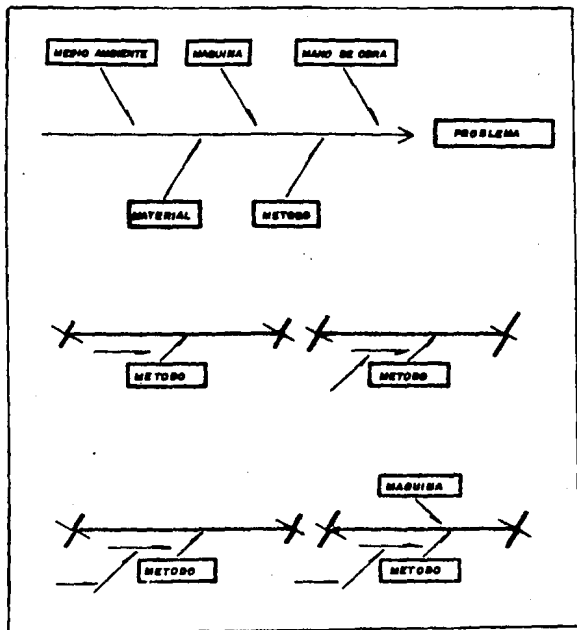 MEDIO AMBIENTE MAQUINA MANO DE OBRA
PROBLEMA
MATERIAL METODO
METODO METODO
MAQUINA
METODO METODO